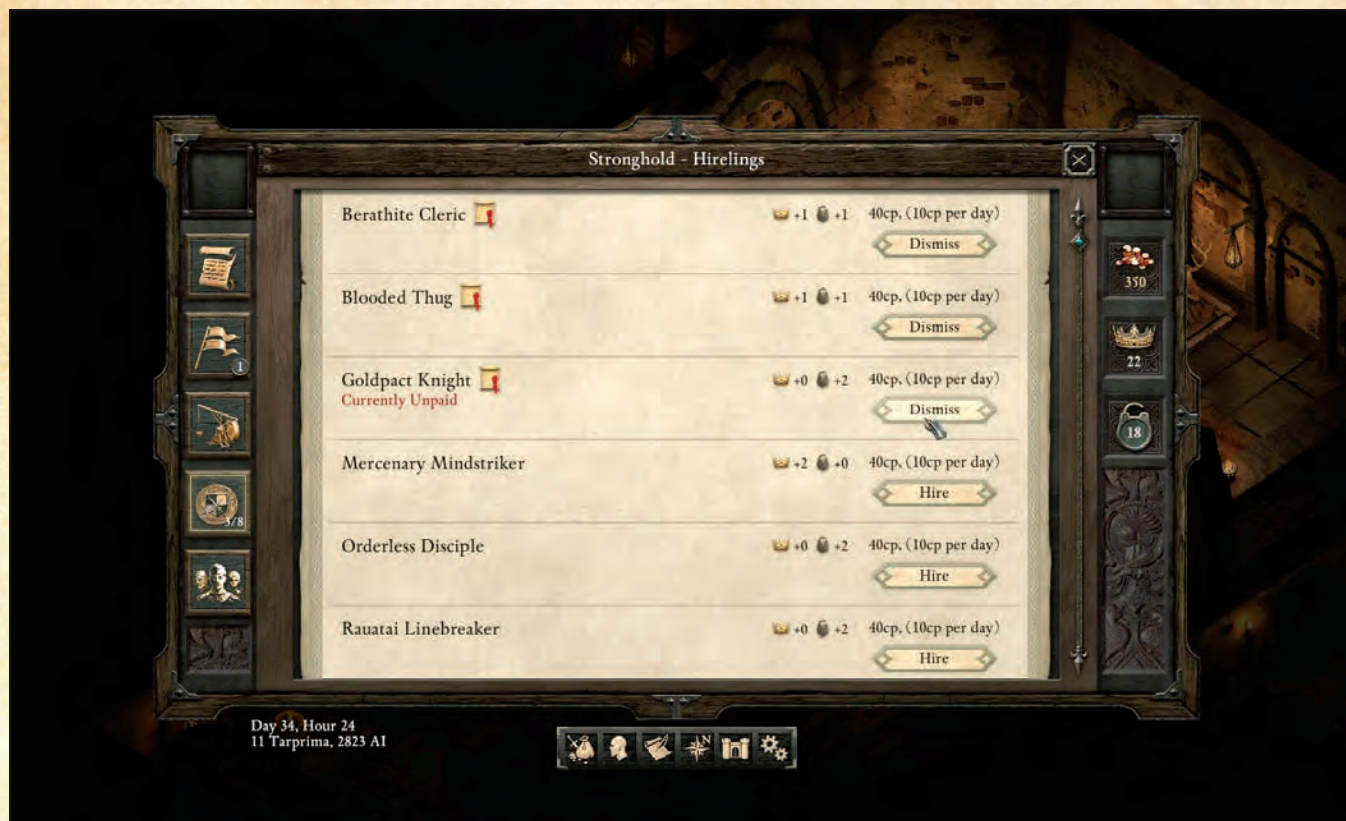 Stronghold - Hirelings
Berathite Cleric +1 +1 40cp, (10cp per day)
Dismiss
Blooded Thug +1 +1 40cp, (10cp per day)
Dismiss
Goldpact Knight +0 +2 40cp, (10cp per day)
Currently Unpaid
Dismiss
Mercenary Mindstriker +2 +0 40cp, (10cp per day)
Hire
Orderless Disciple +0 +2 40cp, (10cp per day)
Hire
Rauatai Linebreaker +0 +2 40cp, (10cp per day)
Hire
1
3/8
350
22
18
Day 34, Hour 24
11 Tarprima, 2823 AI
N